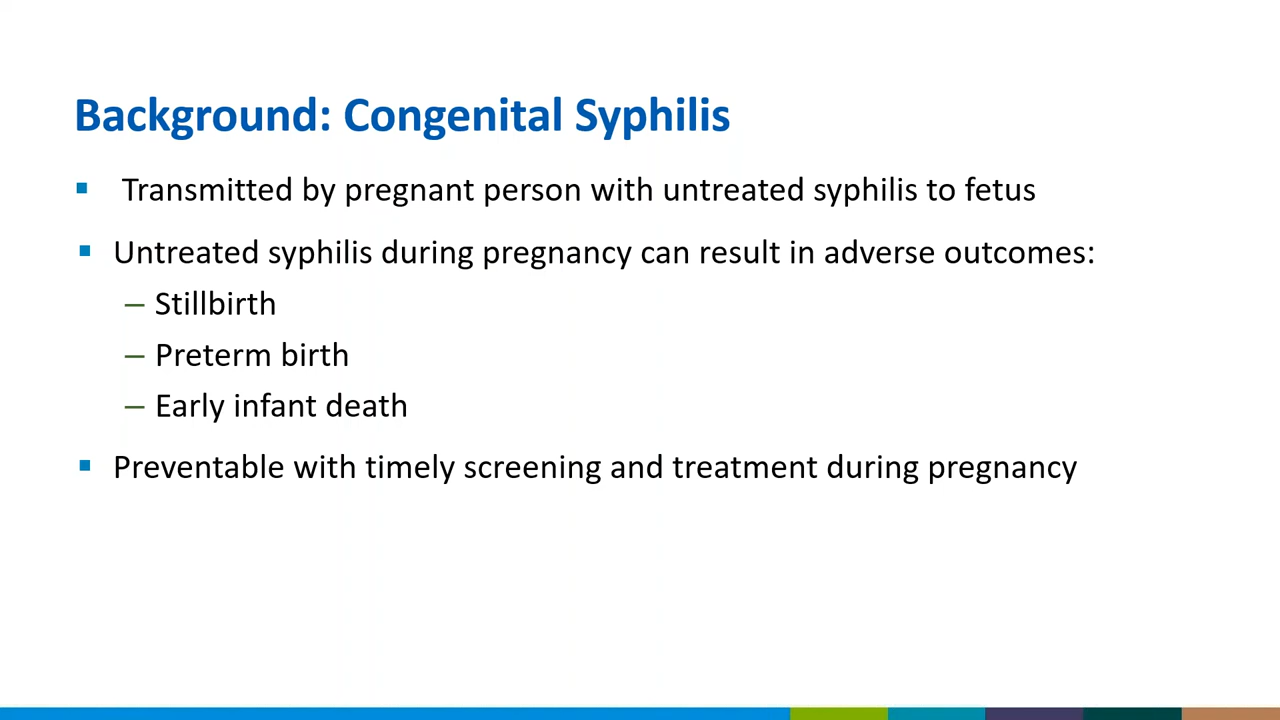 Background: Congenital Syphilis
▪ Transmitted by pregnant person with untreated syphilis to fetus
▪ Untreated syphilis during pregnancy can result in adverse outcomes:
– Stillbirth
– Preterm birth
– Early infant death
▪ Preventable with timely screening and treatment during pregnancy